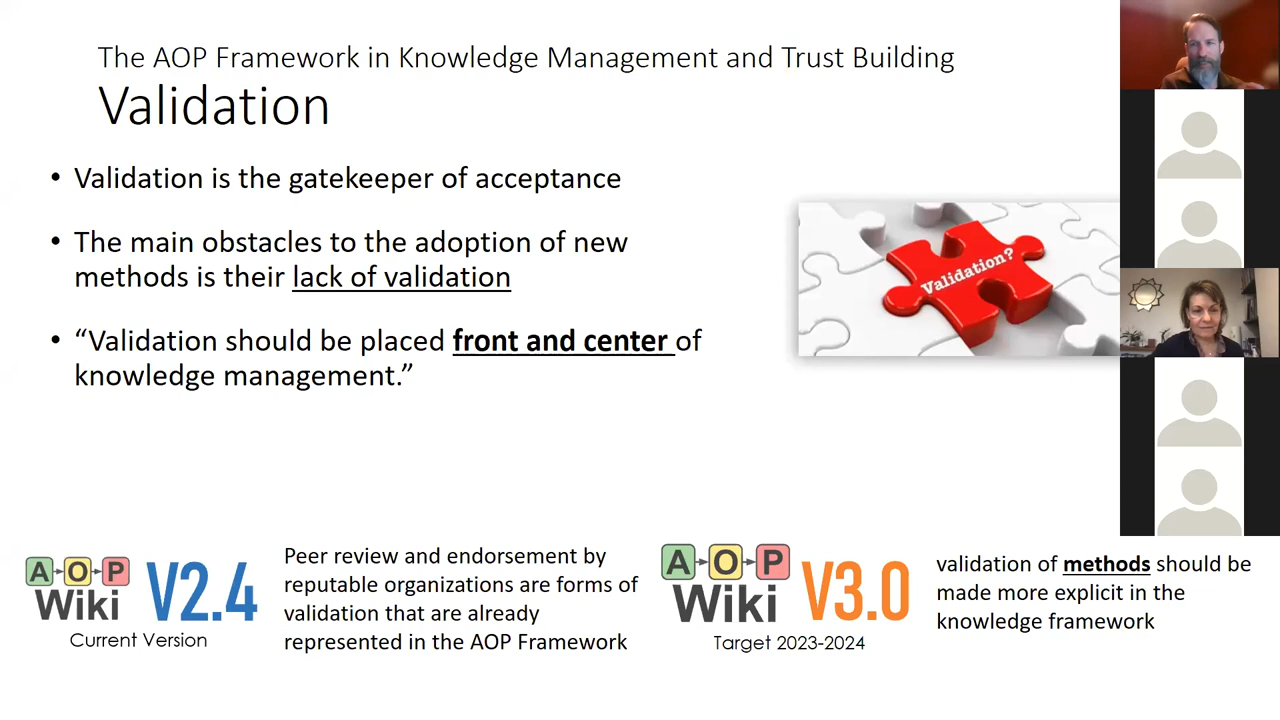 The AOP Framework in Knowledge Management and Trust Building
Validation
• Validation is the gatekeeper of acceptance
• The main obstacles to the adoption of new
methods is their lack of validation
• “Validation should be placed front and center of
knowledge management.”
Validation?
A O P
Wiki
V2.4
Current Version
Peer review and endorsement by
reputable organizations are forms of
validation that are already
represented in the AOP Framework
A O P
Wiki
V3.0
Target 2023-2024
validation of methods should be
made more explicit in the
knowledge framework